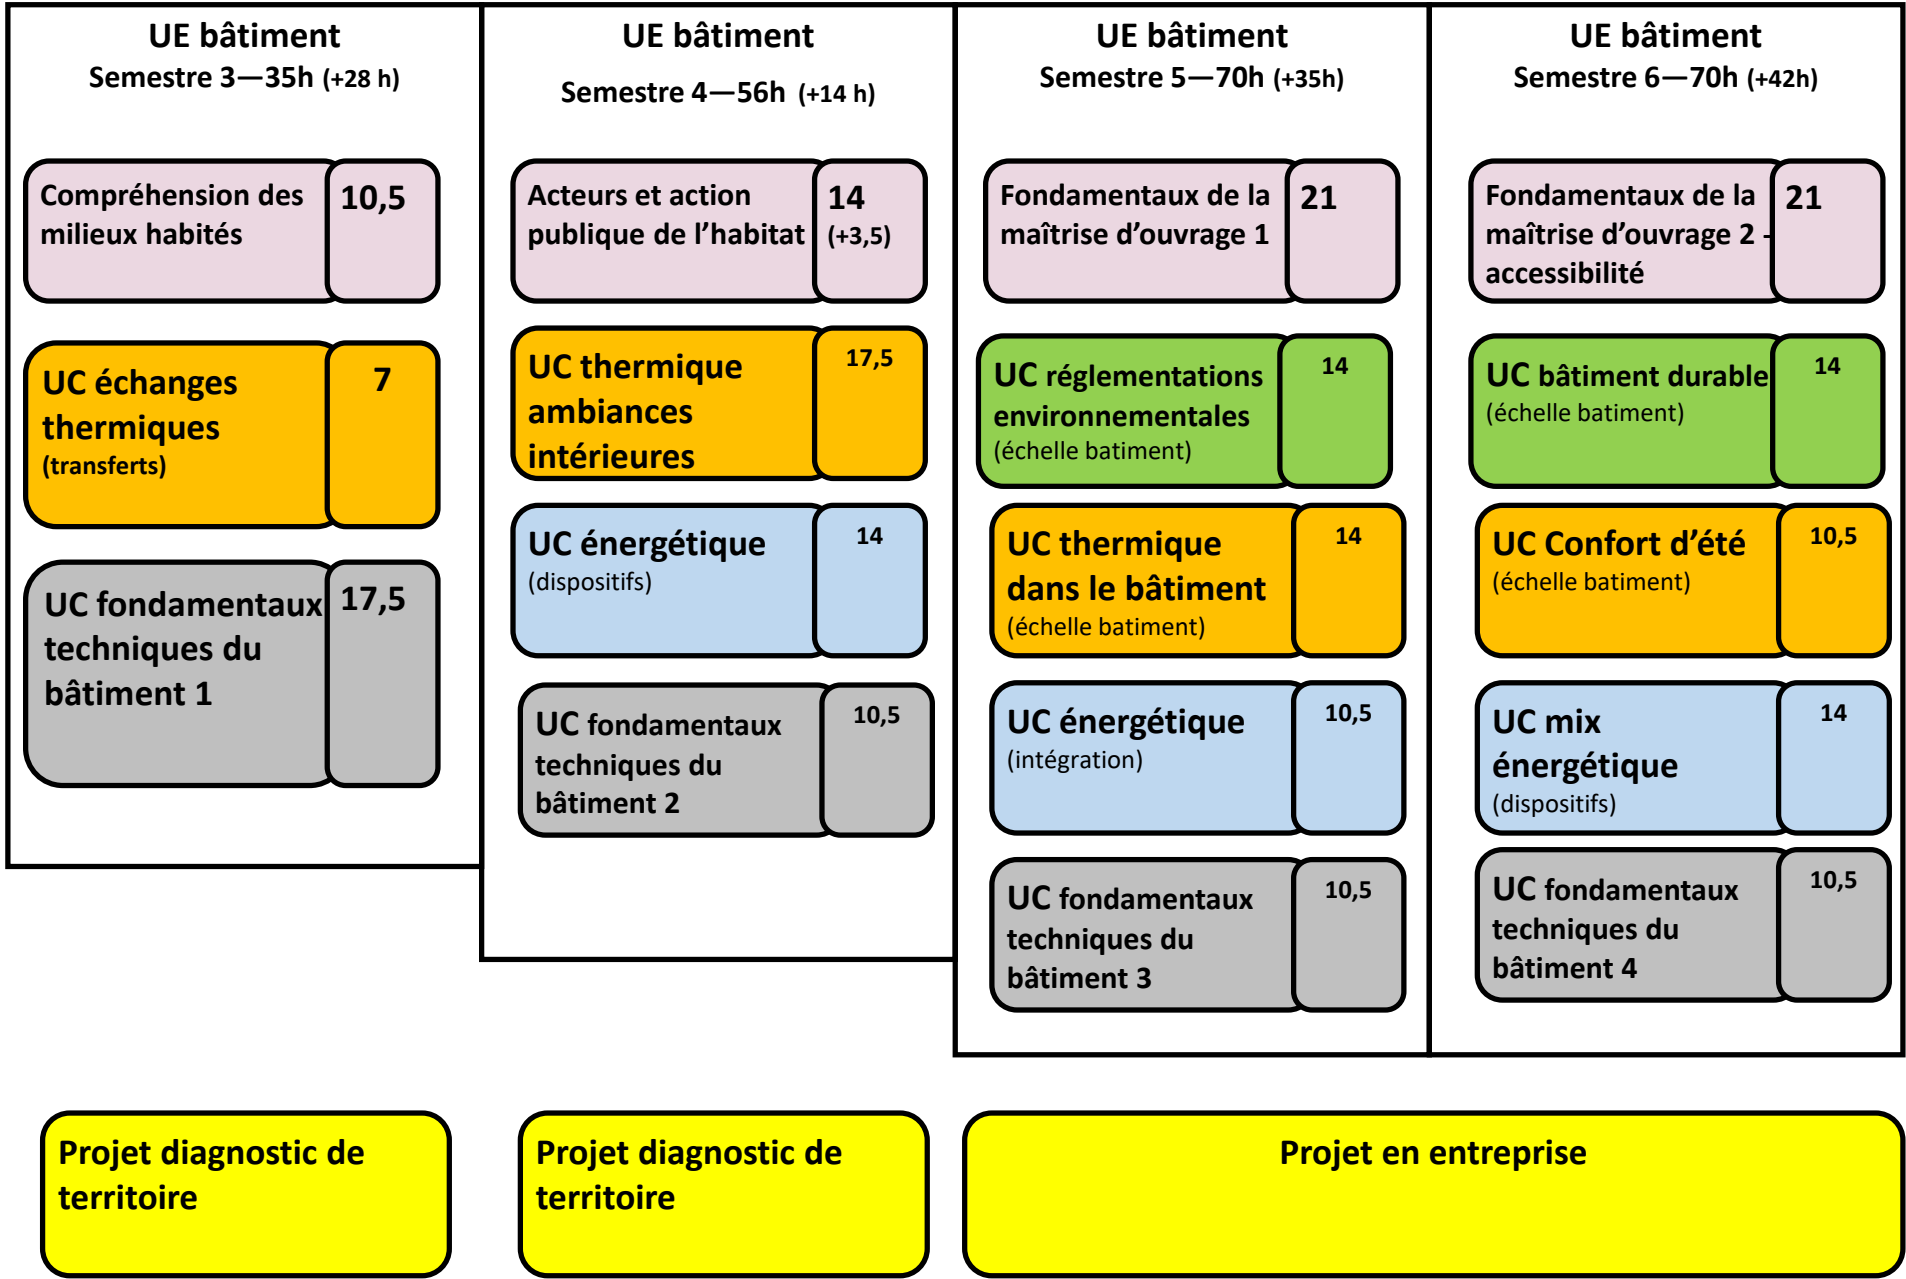 UE bâtiment
Semestre 3—35h (+28 h)
Compréhension des
milieux habités
10,5
UC échanges
thermiques
(transferts)
7
UC fondamentaux
techniques du
bâtiment 1
17,5
UE bâtiment
Semestre 4—56h (+14 h)
Acteurs et action
publique de l’habitat
14
(+3,5)
UC thermique
ambiances
intérieures
17,5
UC énergétique
(dispositifs)
14
UC fondamentaux
techniques du
bâtiment 2
10,5
UE bâtiment
Semestre 5—70h (+35h)
Fondamentaux de la
maîtrise d’ouvrage 1
21
UC réglementations
environnementales
(échelle batiment)
14
UC thermique
dans le bâtiment
(échelle batiment)
14
UC énergétique
(intégration)
10,5
UC fondamentaux
techniques du
bâtiment 3
10,5
UE bâtiment
Semestre 6—70h (+42h)
Fondamentaux de la
maîtrise d’ouvrage 2 -
accessibilité
21
UC bâtiment durable
(échelle batiment)
14
UC Confort d’été
(échelle batiment)
10,5
UC mix
énergétique
(dispositifs)
14
UC fondamentaux
techniques du
bâtiment 4
10,5
Projet diagnostic de
territoire
Projet diagnostic de
territoire
Projet en entreprise